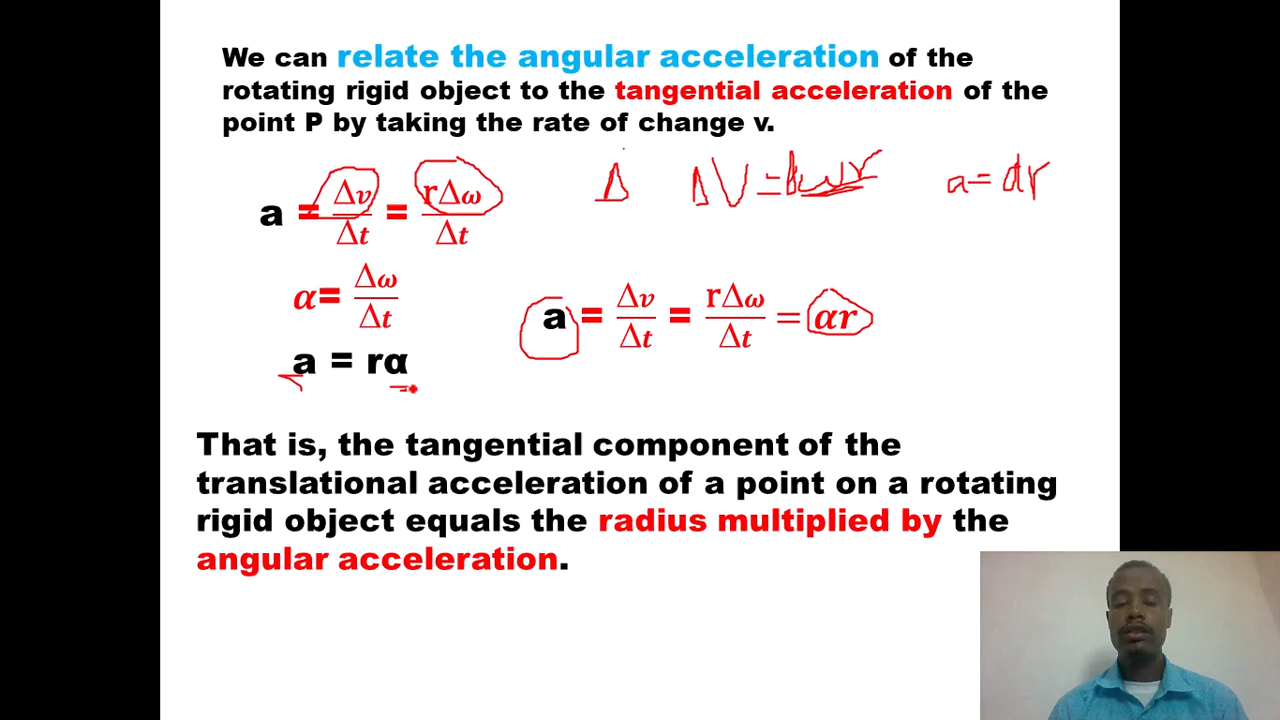 We can relate the angular acceleration of the
rotating rigid object to the tangential acceleration of the
point P by taking the rate of change v.
Δ ΔV = Δωr a = αr
a = Δv/Δt = rΔω/Δt
α= Δω/Δt
a = Δv/Δt = rΔω/Δt = αr
a = rα
That is, the tangential component of the
translational acceleration of a point on a rotating
rigid object equals the radius multiplied by the
angular acceleration.